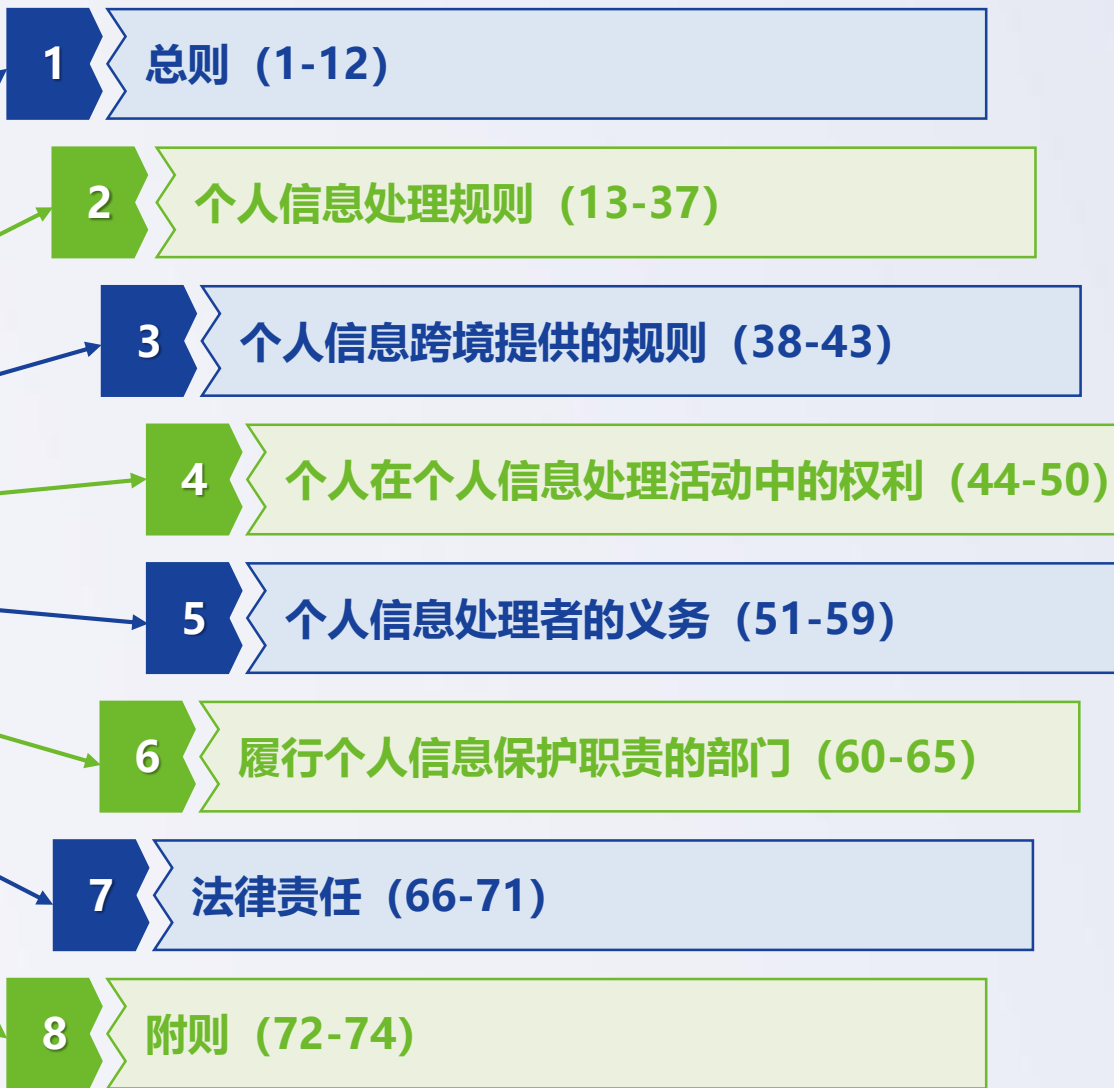 1 总则（1-12）
2 个人信息处理规则（13-37）
3 个人信息跨境提供的规则（38-43）
4 个人在个人信息处理活动中的权利（44-50）
5 个人信息处理者的义务（51-59）
6 履行个人信息保护职责的部门（60-65）
7 法律责任（66-71）
8 附则（72-74）